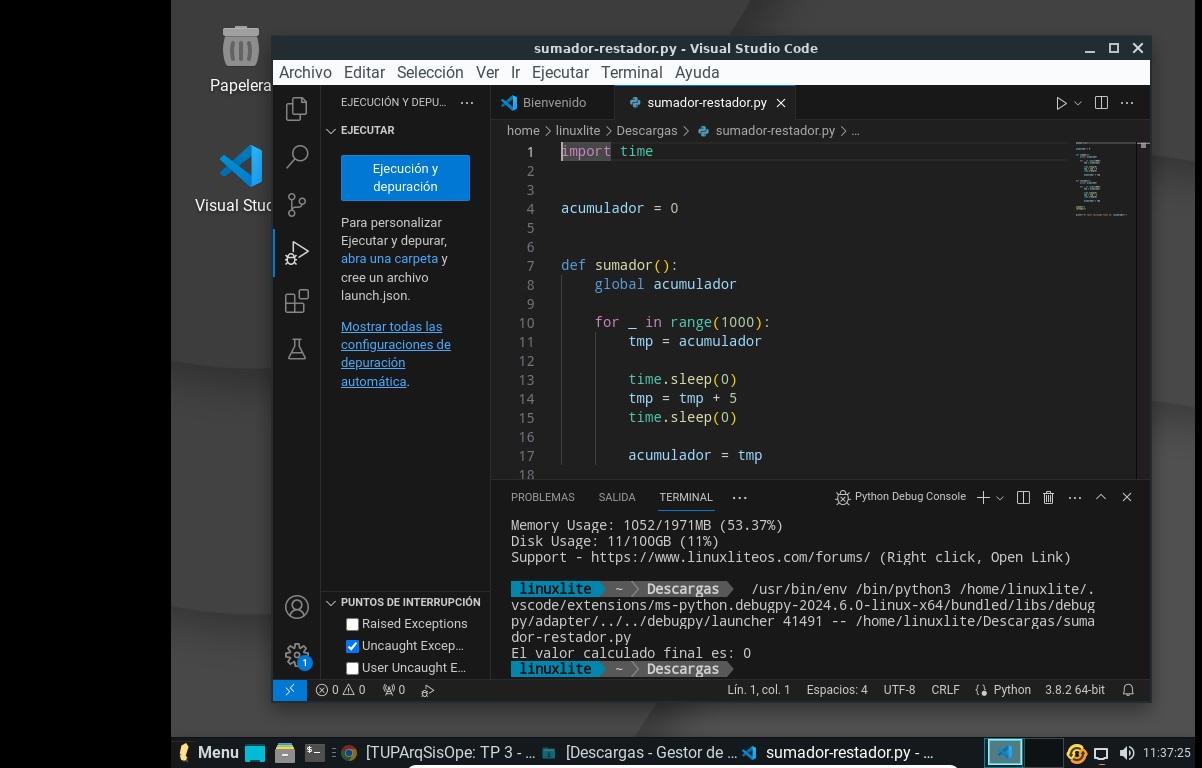 Papelera
Visual Stuc
sumador-restador.py - Visual Studio Code
Archivo Editar Selección Ver Ir Ejecutar Terminal Ayuda
EJECUCIÓN Y DEPU... ···
EJECUTAR
Ejecución y
depuración
Para personalizar
Ejecutar y depurar,
abra una carpeta y
cree un archivo
launch.json.
Mostrar todas las
configuraciones de
depuración
automática.
PUNTOS DE INTERRUPCIÓN
Raised Exceptions
Uncaught Excep...
User Uncaught E...
1
Bienvenido sumador-restador.py
home > linuxlite > Descargas > sumador-restador.py > ...
1 import time
2
3
4 acumulador = 0
5
6
7 def sumador():
8 global acumulador
9
10 for _ in range(1000):
11 tmp = acumulador
12
13 time.sleep(0)
14 tmp = tmp + 5
15 time.sleep(0)
16
17 acumulador = tmp
18
PROBLEMAS SALIDA TERMINAL ··· Python Debug Console
Memory Usage: 1052/1971MB (53.37%)
Disk Usage: 11/100GB (11%)
Support - https://www.linuxliteos.com/forums/ (Right click, Open Link)
linuxlite ~ Descargas /usr/bin/env /bin/python3 /home/linuxlite/.
vscode/extensions/ms-python.debugpy-2024.6.0-linux-x64/bundled/libs/debug
py/adapter/../../debugpy/launcher 41491 -- /home/linuxlite/Descargas/suma
dor-restador.py
El valor calculado final es: 0
linuxlite ~ Descargas
0 0 0 Lín. 1, col. 1 Espacios: 4 UTF-8 CRLF Python 3.8.2 64-bit
Menu [TUPArqSisOpe: TP 3 - ... [Descargas - Gestor de ... sumador-restador.py - ... 11:37:25